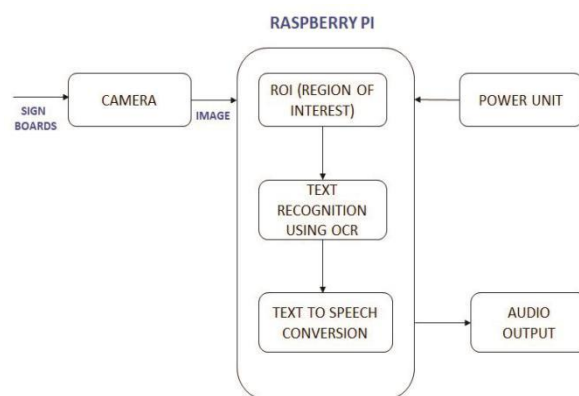 RASPBERRY PI
SIGN
BOARDS
CAMERA
IMAGE
ROI (REGION OF
INTEREST)
POWER UNIT
TEXT
RECOGNITION
USING OCR
TEXT TO SPEECH
CONVERSION
AUDIO
OUTPUT